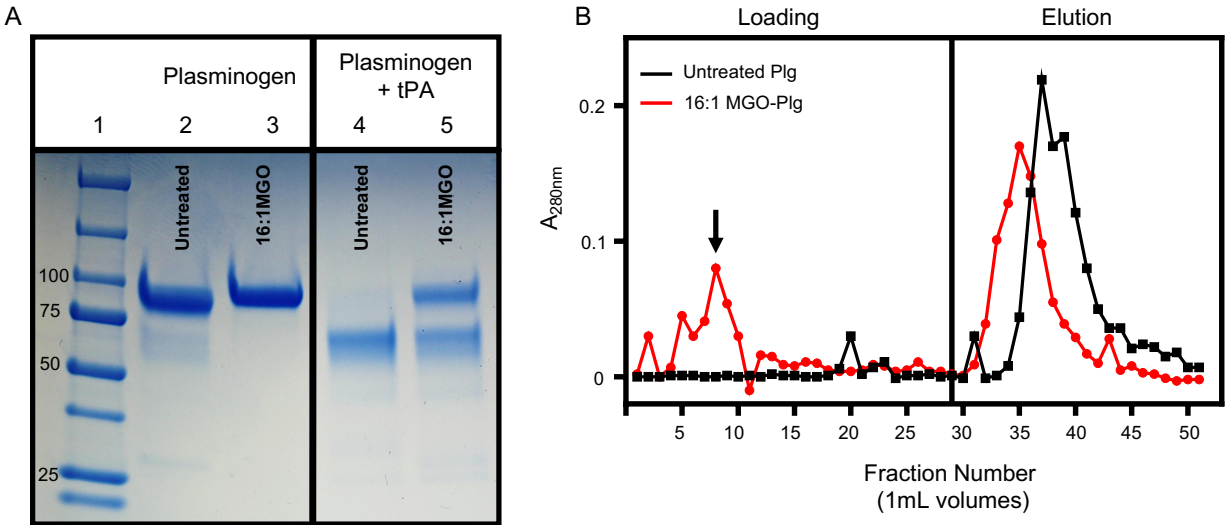 A
Plasminogen
Plasminogen
+ tPA
1 2 3 4 5
Untreated
16:1MGO
Untreated
16:1MGO
100
75
50
25
B
Loading Elution
Untreated Plg
16:1 MGO-Plg
A280nm
0.2
0.1
0
5 10 15 20 25 30 35 40 45 50
Fraction Number
(1mL volumes)